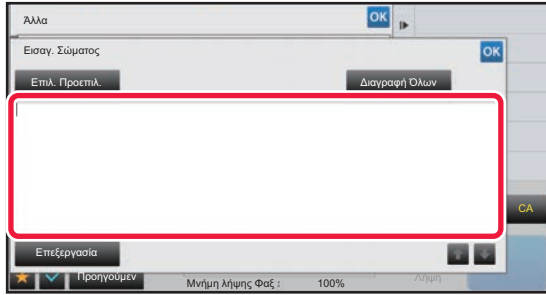 Άλλα OK
Εισαγ. Σώματος OK
Επιλ. Προεπιλ. Διαγραφή Όλων
CA
Επεξεργασία
Προηγούμεν Λήψη
Μνήμη λήψης Φαξ : 100%